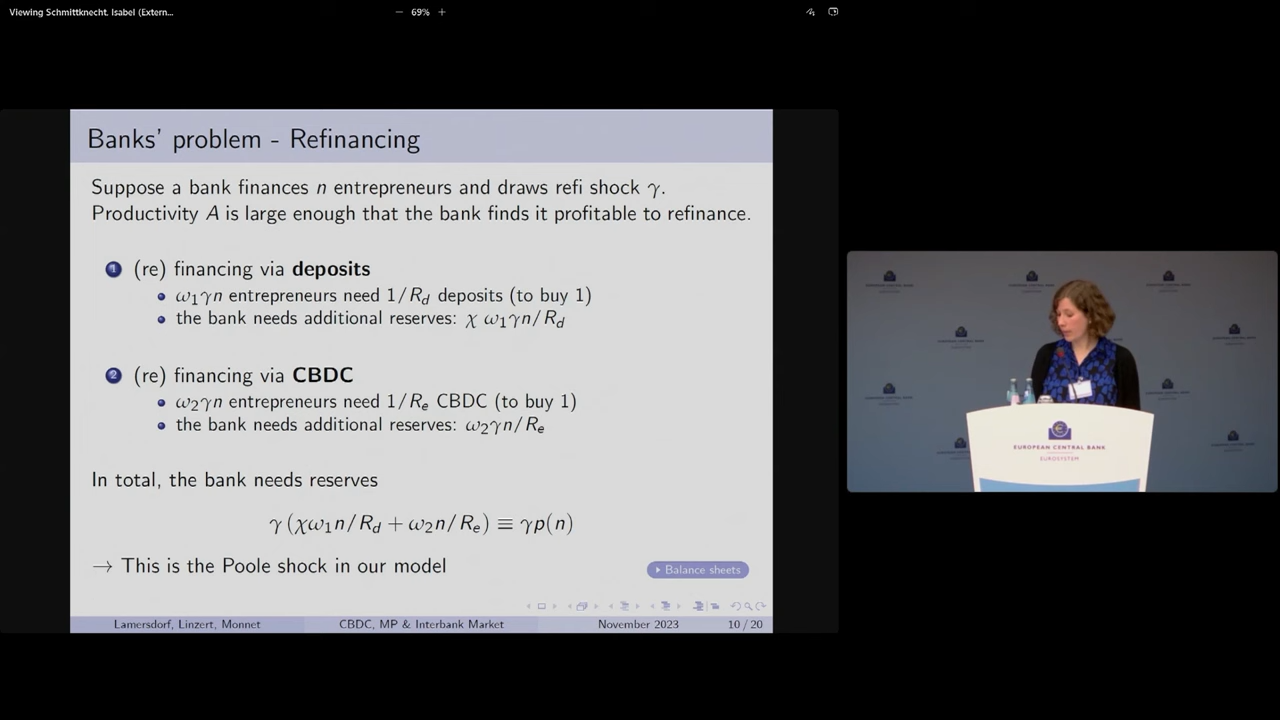 Viewing Schmittknecht, Isabel (Extern...
69%
Banks' problem - Refinancing
Suppose a bank finances n entrepreneurs and draws refi shock γ.
Productivity A is large enough that the bank finds it profitable to refinance.
1 (re) financing via deposits
ω₁γn entrepreneurs need 1/R_d deposits (to buy 1)
the bank needs additional reserves: χ ω₁γn/R_d
2 (re) financing via CBDC
ω₂γn entrepreneurs need 1/R_e CBDC (to buy 1)
the bank needs additional reserves: ω₂γn/R_e
In total, the bank needs reserves
γ (χω₁n/R_d + ω₂n/R_e) ≡ γp(n)
→ This is the Poole shock in our model
Balance sheets
Lamersdorf, Linzert, Monnet
CBDC, MP & Interbank Market
November 2023
10 / 20
EUROPEAN CENTRAL BANK
EUROSYSTEM